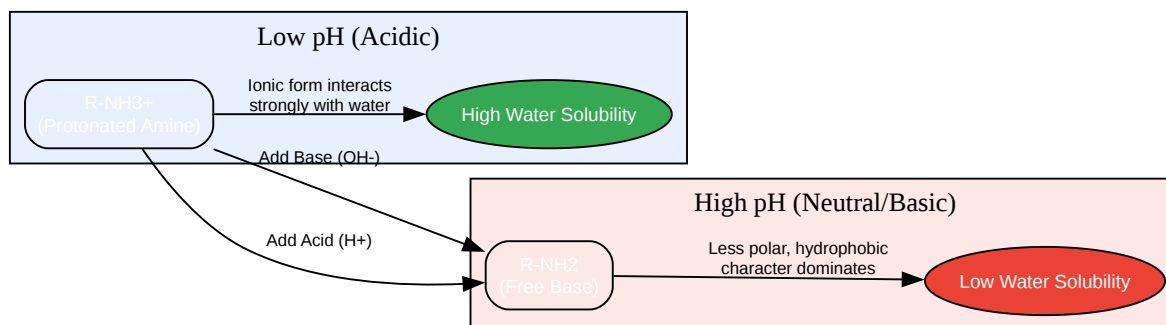 Low pH (Acidic)
R-NH3+
(Protonated Amine)
Ionic form interacts
strongly with water
High Water Solubility
Add Base (OH-)
Add Acid (H+)
High pH (Neutral/Basic)
R-NH2
(Free Base)
Less polar, hydrophobic
character dominates
Low Water Solubility